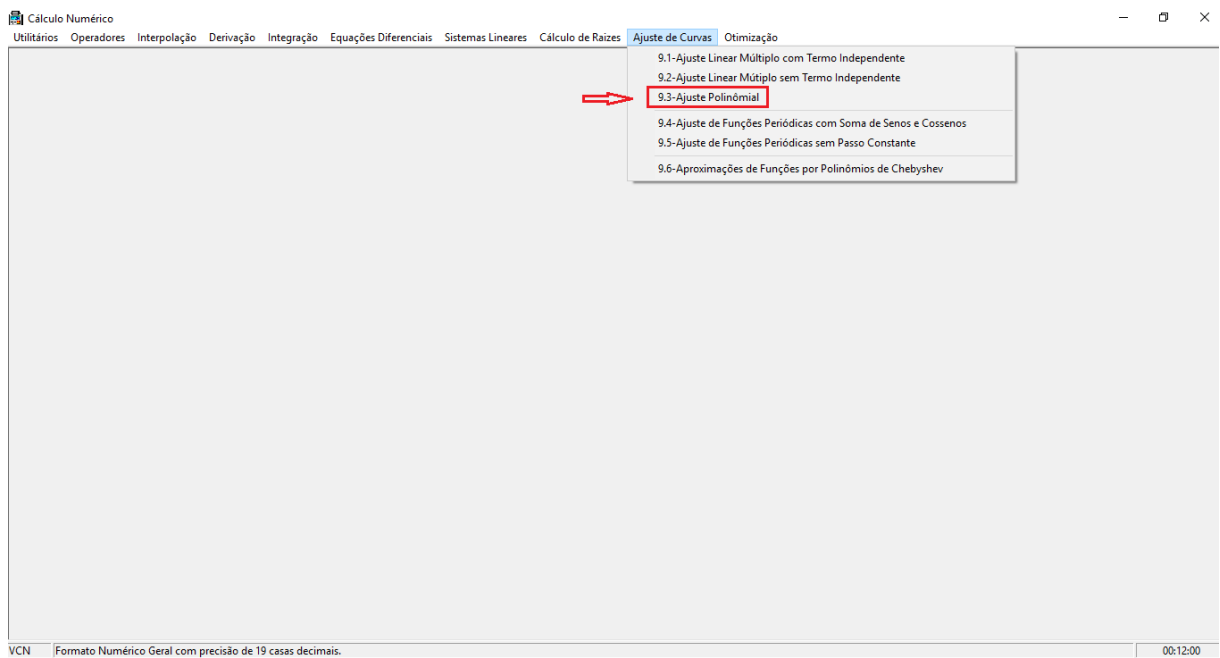 Cálculo Numérico
Utilitários Operadores Interpolação Derivação Integração Equações Diferenciais Sistemas Lineares Cálculo de Raizes Ajuste de Curvas Otimização
9.1-Ajuste Linear Múltiplo com Termo Independente
9.2-Ajuste Linear Mútiplo sem Termo Independente
9.3-Ajuste Polinômial
9.4-Ajuste de Funções Periódicas com Soma de Senos e Cossenos
9.5-Ajuste de Funções Periódicas sem Passo Constante
9.6-Aproximações de Funções por Polinômios de Chebyshev
VCN Formato Numérico Geral com precisão de 19 casas decimais. 00:12:00